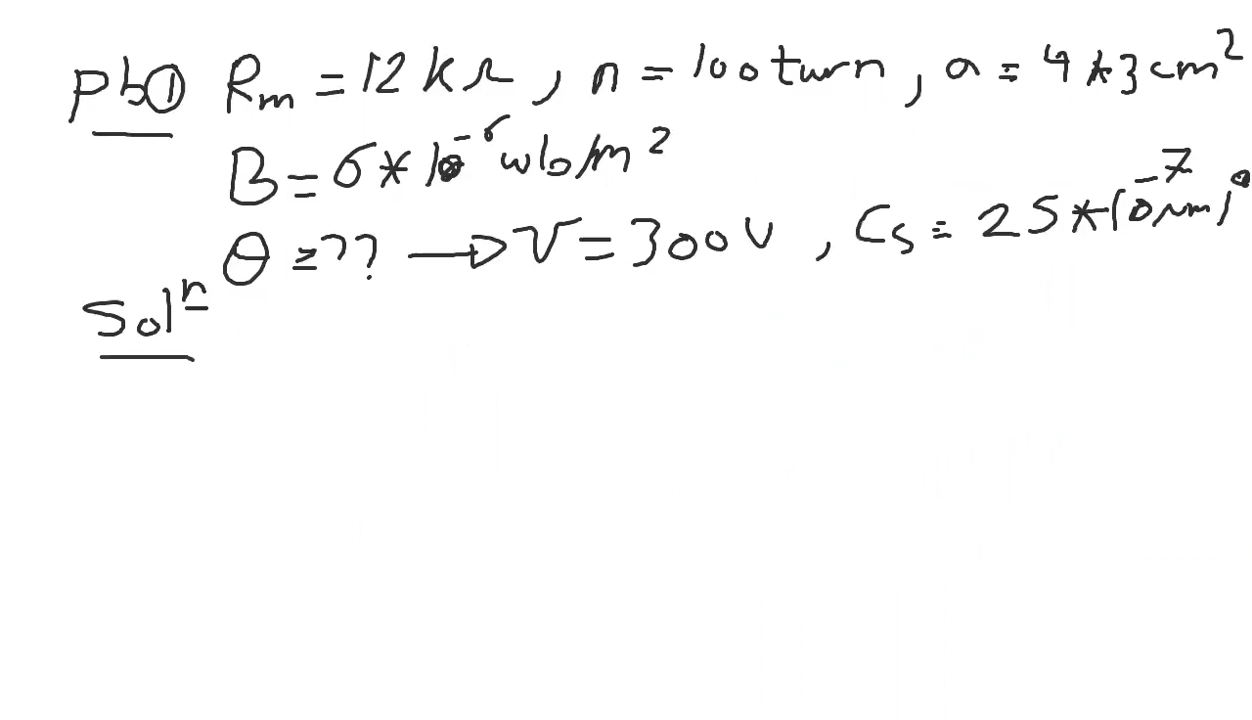 Pb① Rm = 12 kΩ, n = 100 turn, a = 4*3 cm²
B = 6*10⁻⁶ wb/m²
θ = ?? → V = 300 V, Cs = 25*10⁻⁷ Nm/°
Solⁿ